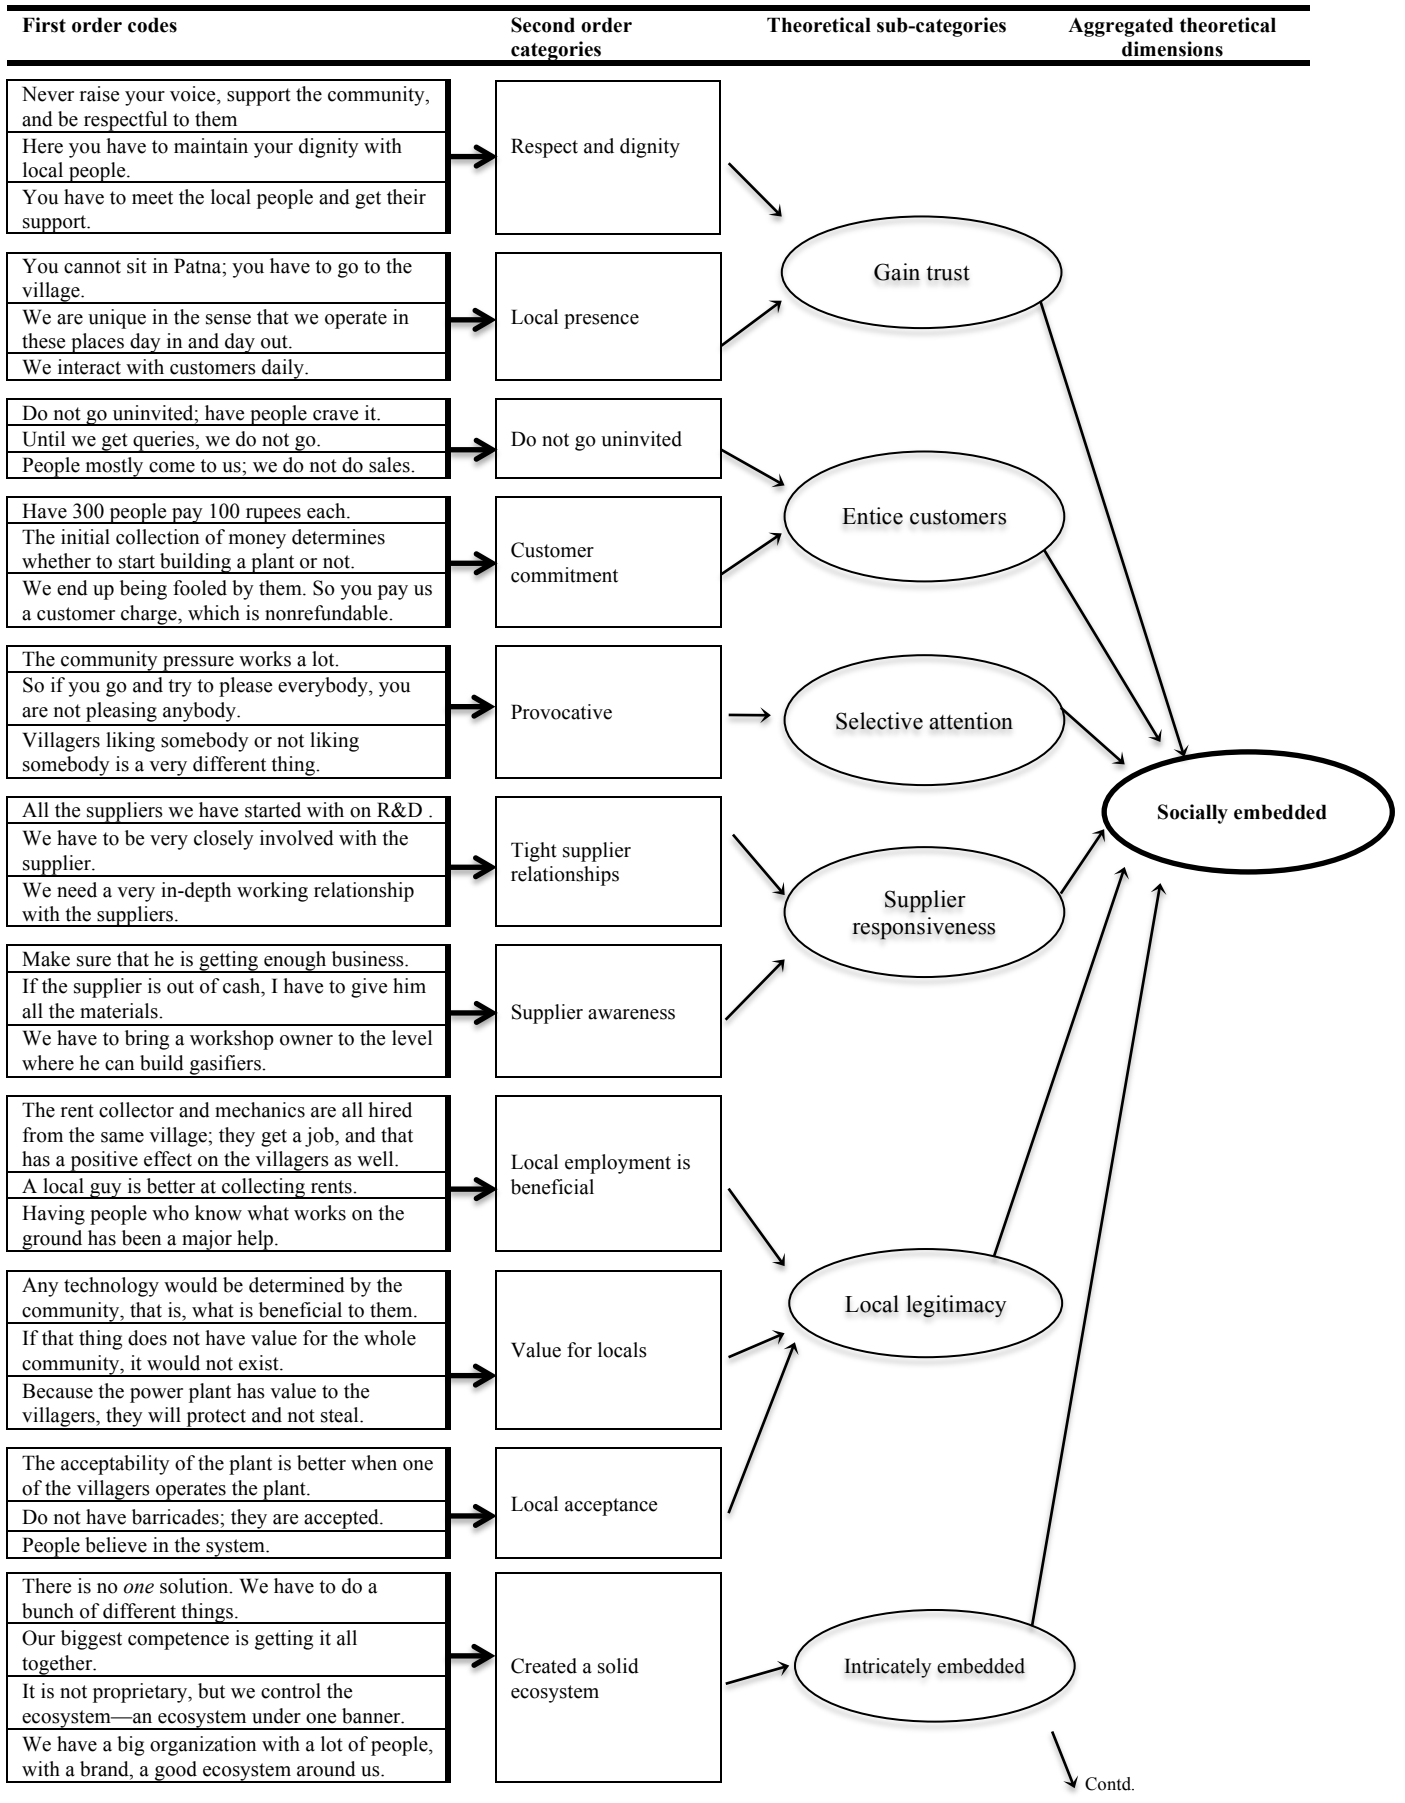 First order codes
Second order
categories
Theoretical sub-categories
Aggregated theoretical
dimensions
Never raise your voice, support the community,
and be respectful to them
Here you have to maintain your dignity with
local people.
You have to meet the local people and get their
support.
Respect and dignity
Gain trust
You cannot sit in Patna; you have to go to the
village.
We are unique in the sense that we operate in
these places day in and day out.
We interact with customers daily.
Local presence
Do not go uninvited; have people crave it.
Until we get queries, we do not go.
People mostly come to us; we do not do sales.
Do not go uninvited
Entice customers
Have 300 people pay 100 rupees each.
The initial collection of money determines
whether to start building a plant or not.
We end up being fooled by them. So you pay us
a customer charge, which is nonrefundable.
Customer
commitment
The community pressure works a lot.
So if you go and try to please everybody, you
are not pleasing anybody.
Villagers liking somebody or not liking
somebody is a very different thing.
Provocative
Selective attention
Socially embedded
All the suppliers we have started with on R&D .
We have to be very closely involved with the
supplier.
We need a very in-depth working relationship
with the suppliers.
Tight supplier
relationships
Supplier
responsiveness
Make sure that he is getting enough business.
If the supplier is out of cash, I have to give him
all the materials.
We have to bring a workshop owner to the level
where he can build gasifiers.
Supplier awareness
The rent collector and mechanics are all hired
from the same village; they get a job, and that
has a positive effect on the villagers as well.
A local guy is better at collecting rents.
Having people who know what works on the
ground has been a major help.
Local employment is
beneficial
Local legitimacy
Any technology would be determined by the
community, that is, what is beneficial to them.
If that thing does not have value for the whole
community, it would not exist.
Because the power plant has value to the
villagers, they will protect and not steal.
Value for locals
The acceptability of the plant is better when one
of the villagers operates the plant.
Do not have barricades; they are accepted.
People believe in the system.
Local acceptance
There is no one solution. We have to do a
bunch of different things.
Our biggest competence is getting it all
together.
It is not proprietary, but we control the
ecosystem—an ecosystem under one banner.
We have a big organization with a lot of people,
with a brand, a good ecosystem around us.
Created a solid
ecosystem
Intricately embedded
Contd.